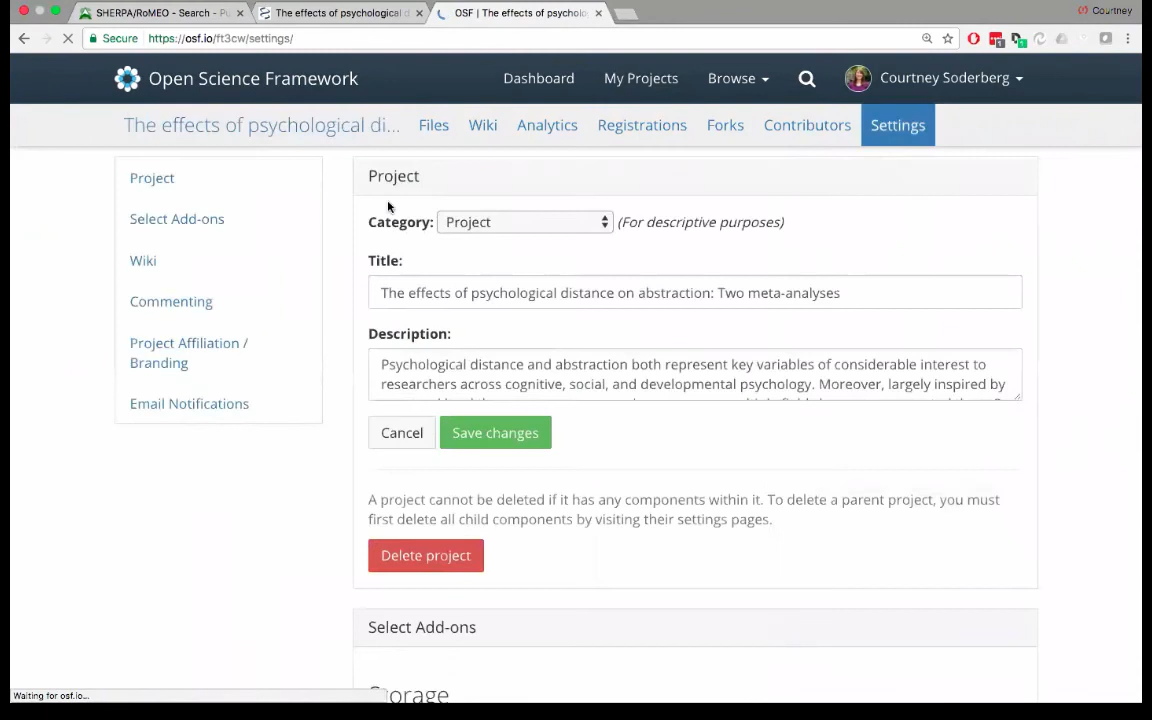 SHERPA/RoMEO - Search - Pu
The effects of psychological d
OSF | The effects of psycholo
Courtney
Secure https://osf.io/ft3cw/settings/
Open Science Framework
Dashboard
My Projects
Browse
Courtney Soderberg
The effects of psychological di...
Files
Wiki
Analytics
Registrations
Forks
Contributors
Settings
Project
Select Add-ons
Wiki
Commenting
Project Affiliation /
Branding
Email Notifications
Project
Category: Project (For descriptive purposes)
Title:
The effects of psychological distance on abstraction: Two meta-analyses
Description:
Psychological distance and abstraction both represent key variables of considerable interest to
researchers across cognitive, social, and developmental psychology. Moreover, largely inspired by
Cancel
Save changes
A project cannot be deleted if it has any components within it. To delete a parent project, you must
first delete all child components by visiting their settings pages.
Delete project
Select Add-ons
Storage
Waiting for osf.io...